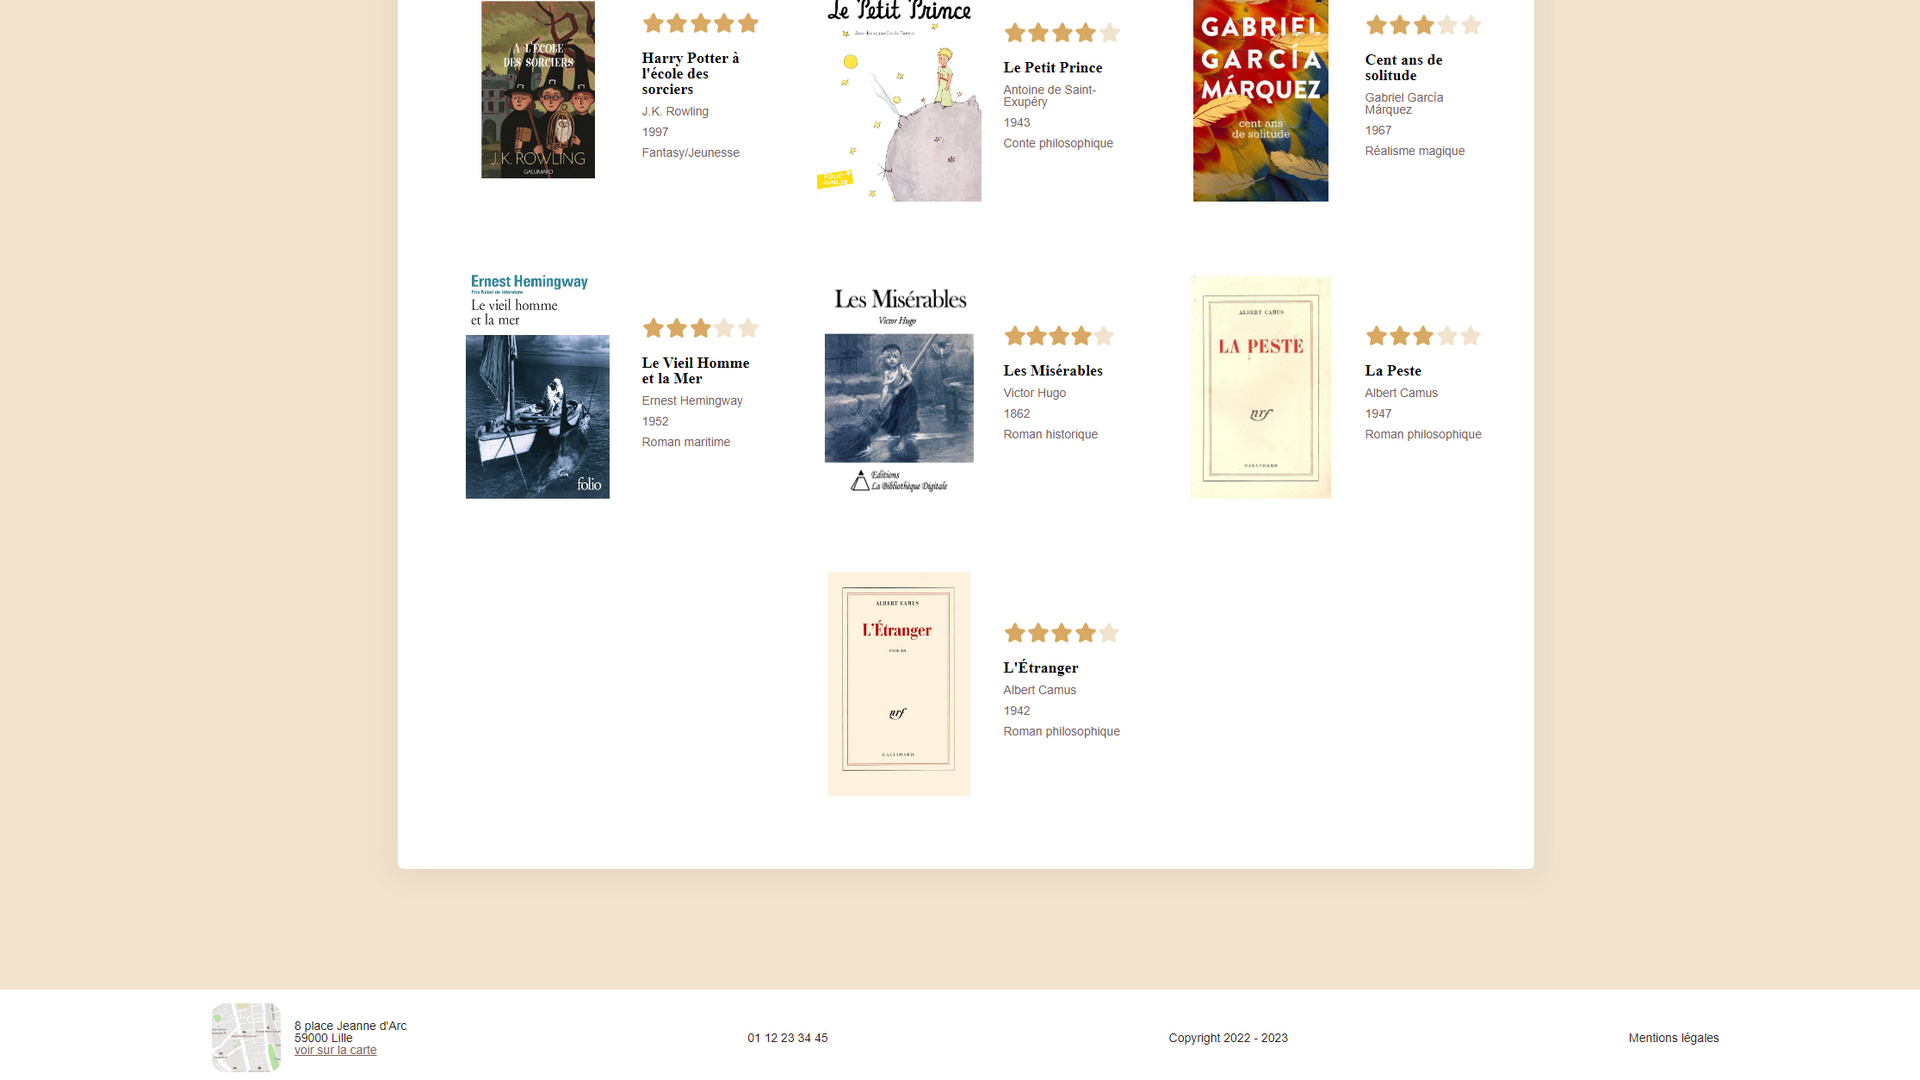 A L'ÉCOLE
DES SORCIERS
J.K. ROWLING
GALLIMARD
Harry Potter à
l'école des
sorciers
J.K. Rowling
1997
Fantasy/Jeunesse
Le Petit Prince
FOLIO
JUNIOR
Le Petit Prince
Antoine de Saint-
Exupéry
1943
Conte philosophique
GABRIEL
GARCÍA
MÁRQUEZ
cent ans
de solitude
Cent ans de
solitude
Gabriel García
Márquez
1967
Réalisme magique
Ernest Hemingway
Prix Nobel de littérature
Le vieil homme
et la mer
folio
Le Vieil Homme
et la Mer
Ernest Hemingway
1952
Roman maritime
Les Misérables
Victor Hugo
Editions
La Bibliothèque Digitale
Les Misérables
Victor Hugo
1862
Roman historique
ALBERT CAMUS
LA PESTE
nrf
GALLIMARD
La Peste
Albert Camus
1947
Roman philosophique
ALBERT CAMUS
L'Étranger
ROMAN
nrf
GALLIMARD
L'Étranger
Albert Camus
1942
Roman philosophique
8 place Jeanne d'Arc
59000 Lille
voir sur la carte
01 12 23 34 45
Copyright 2022 - 2023
Mentions légales